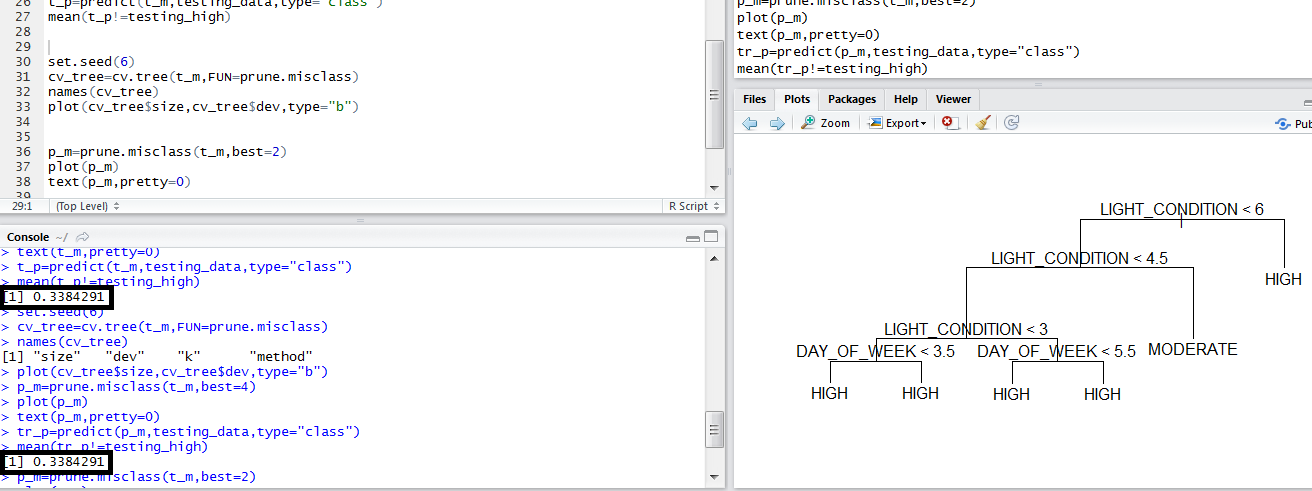 26 t_p=predict(t_m,testing_data,type="class")
27 mean(t_p!=testing_high)
28
29
30 set.seed(6)
31 cv_tree=cv.tree(t_m,FUN=prune.misclass)
32 names(cv_tree)
33 plot(cv_tree$size,cv_tree$dev,type="b")
34
35
36 p_m=prune.misclass(t_m,best=2)
37 plot(p_m)
38 text(p_m,pretty=0)
39
29:1 (Top Level) R Script
Console ~/
> text(t_m,pretty=0)
> t_p=predict(t_m,testing_data,type="class")
> mean(t_p!=testing_high)
[1] 0.3384291
> set.seed(6)
> cv_tree=cv.tree(t_m,FUN=prune.misclass)
> names(cv_tree)
[1] "size" "dev" "k" "method"
> plot(cv_tree$size,cv_tree$dev,type="b")
> p_m=prune.misclass(t_m,best=4)
> plot(p_m)
> text(p_m,pretty=0)
> tr_p=predict(p_m,testing_data,type="class")
> mean(tr_p!=testing_high)
[1] 0.3384291
> p_m=prune.misclass(t_m,best=2)
p_m=prune.misclass(t_m,best=2)
plot(p_m)
text(p_m,pretty=0)
tr_p=predict(p_m,testing_data,type="class")
mean(tr_p!=testing_high)
Files Plots Packages Help Viewer
Zoom Export Pub
LIGHT_CONDITION < 6
LIGHT_CONDITION < 4.5
HIGH
LIGHT_CONDITION < 3
DAY_OF_WEEK < 3.5 DAY_OF_WEEK < 5.5 MODERATE
HIGH HIGH HIGH HIGH